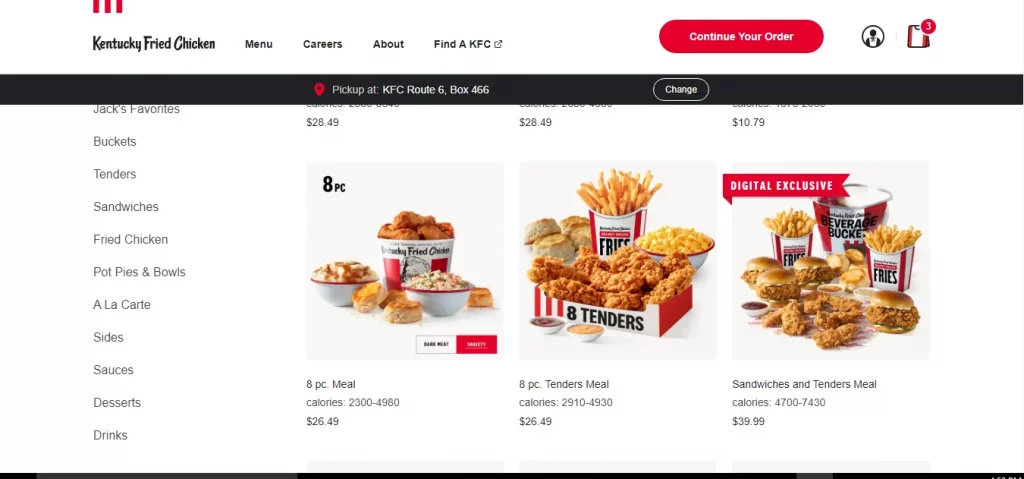 Kentucky Fried Chicken
Menu
Careers
About
Find A KFC
Continue Your Order
3
Pickup at: KFC Route 6, Box 466
Change
Jack's Favorites
Buckets
Tenders
Sandwiches
Fried Chicken
Pot Pies & Bowls
A La Carte
Sides
Sauces
Desserts
Drinks
$28.49
$28.49
$10.79
8 PC
Kentucky Fried Chicken
DARK MEAT
VARIETY
8 pc. Meal
calories: 2300-4980
$26.49
FRIES
8 TENDERS
8 pc. Tenders Meal
calories: 2910-4930
$26.49
DIGITAL EXCLUSIVE
Kentucky Fried Chicken
BEVERAGE
BUCKET
FRIES
FRIES
Sandwiches and Tenders Meal
calories: 4700-7430
$39.99